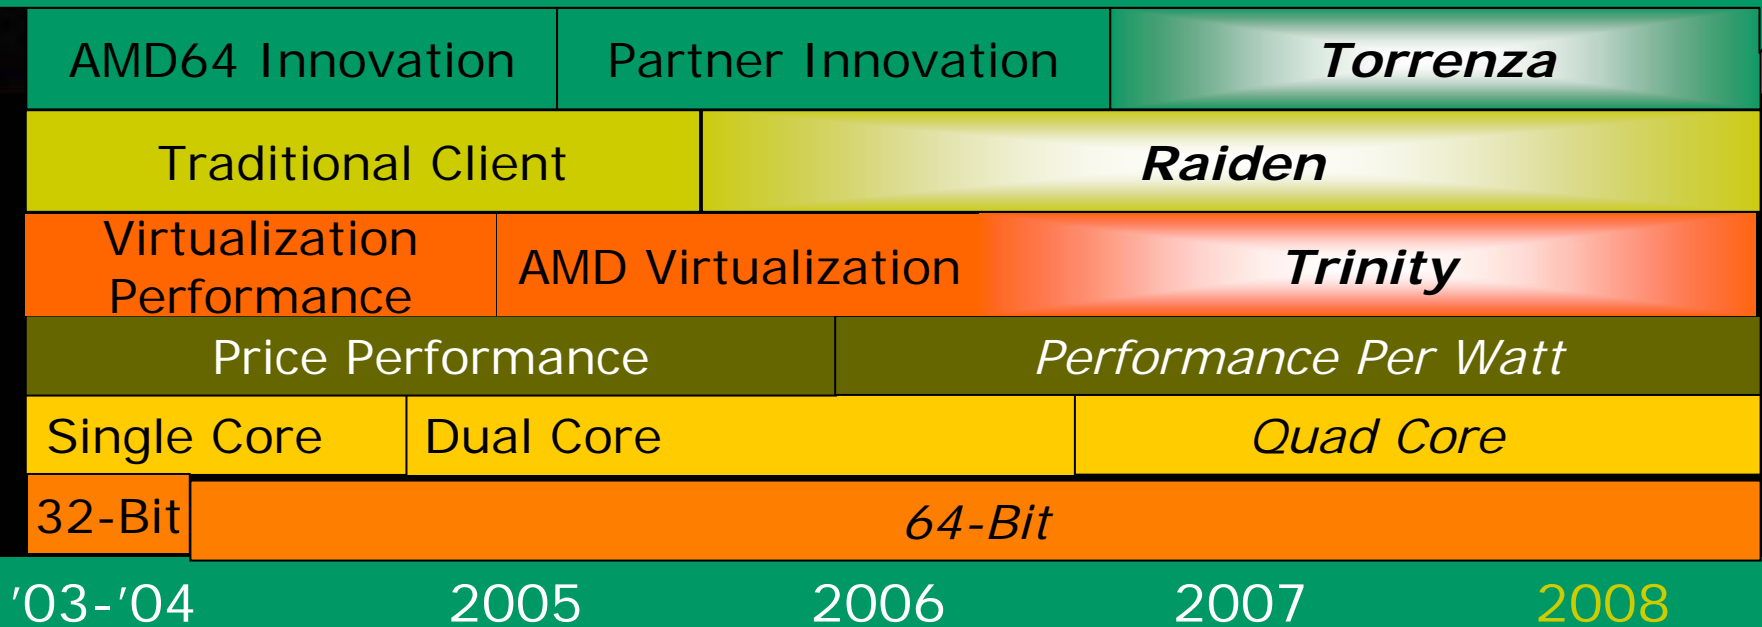 AMD64 Innovation Partner Innovation Torrenza
Traditional Client Raiden
Virtualization
Performance AMD Virtualization Trinity
Price Performance Performance Per Watt
Single Core Dual Core Quad Core
32-Bit 64-Bit
'03-'04 2005 2006 2007 2008